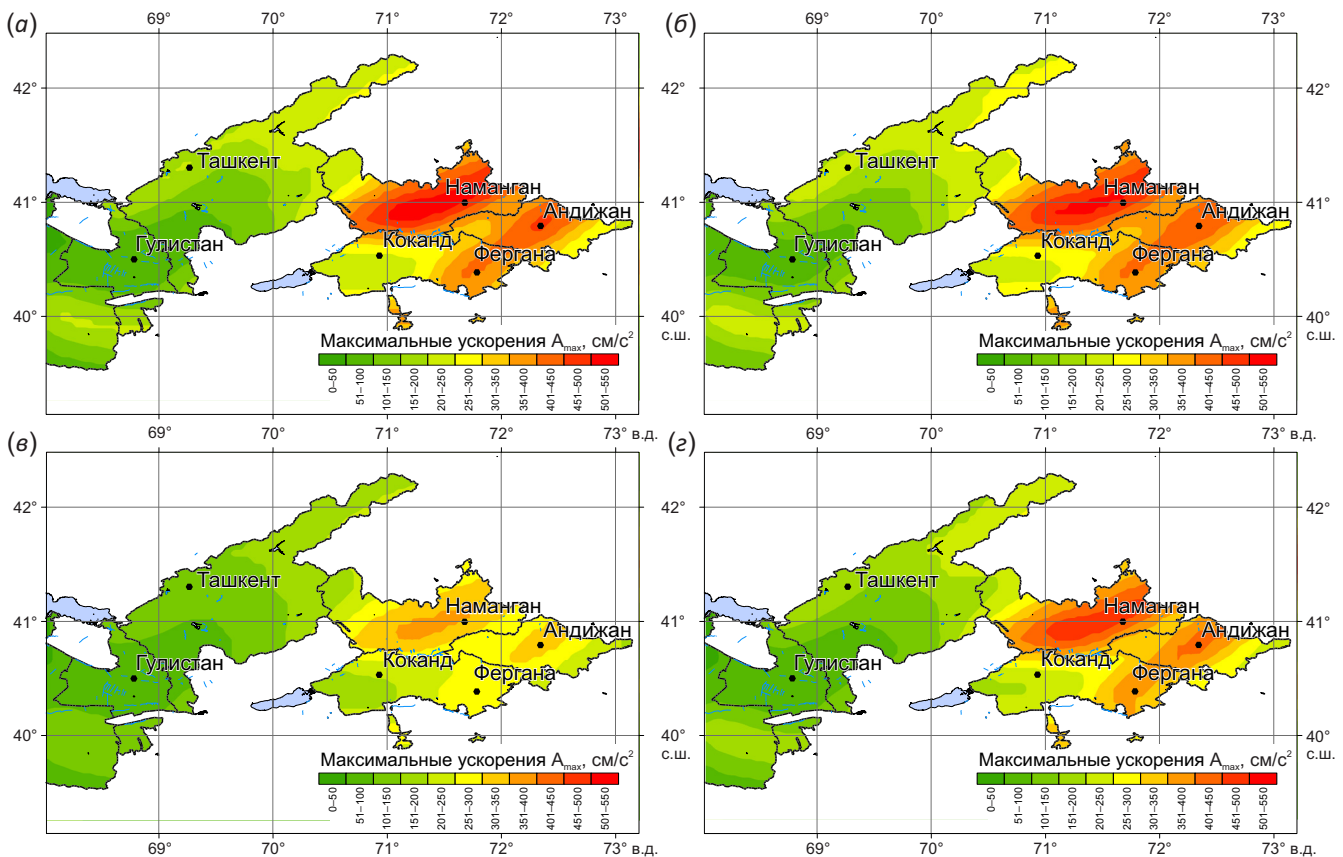 (а)
69° 70° 71° 72° 73°
42°
41°
40°
с.ш.
Ташкент
Наманган
Андижан
Гулистан
Коканд
Фергана
Максимальные ускорения Amax, см/с²
0–50 51–100 101–150 151–200 201–250 251–300 301–350 351–400 401–450 451–500 501–550
69° 70° 71° 72° 73° в.д.
(б)
69° 70° 71° 72° 73°
42°
41°
40°
с.ш.
Ташкент
Наманган
Андижан
Гулистан
Коканд
Фергана
Максимальные ускорения Amax, см/с²
0–50 51–100 101–150 151–200 201–250 251–300 301–350 351–400 401–450 451–500 501–550
69° 70° 71° 72° 73°
(в)
42°
41°
40°
с.ш.
Ташкент
Наманган
Андижан
Гулистан
Коканд
Фергана
Максимальные ускорения Amax, см/с²
0–50 51–100 101–150 151–200 201–250 251–300 301–350 351–400 401–450 451–500 501–550
69° 70° 71° 72° 73° в.д.
(г)
42°
41°
40°
с.ш.
Ташкент
Наманган
Андижан
Гулистан
Коканд
Фергана
Максимальные ускорения Amax, см/с²
0–50 51–100 101–150 151–200 201–250 251–300 301–350 351–400 401–450 451–500 501–550
69° 70° 71° 72° 73° в.д.